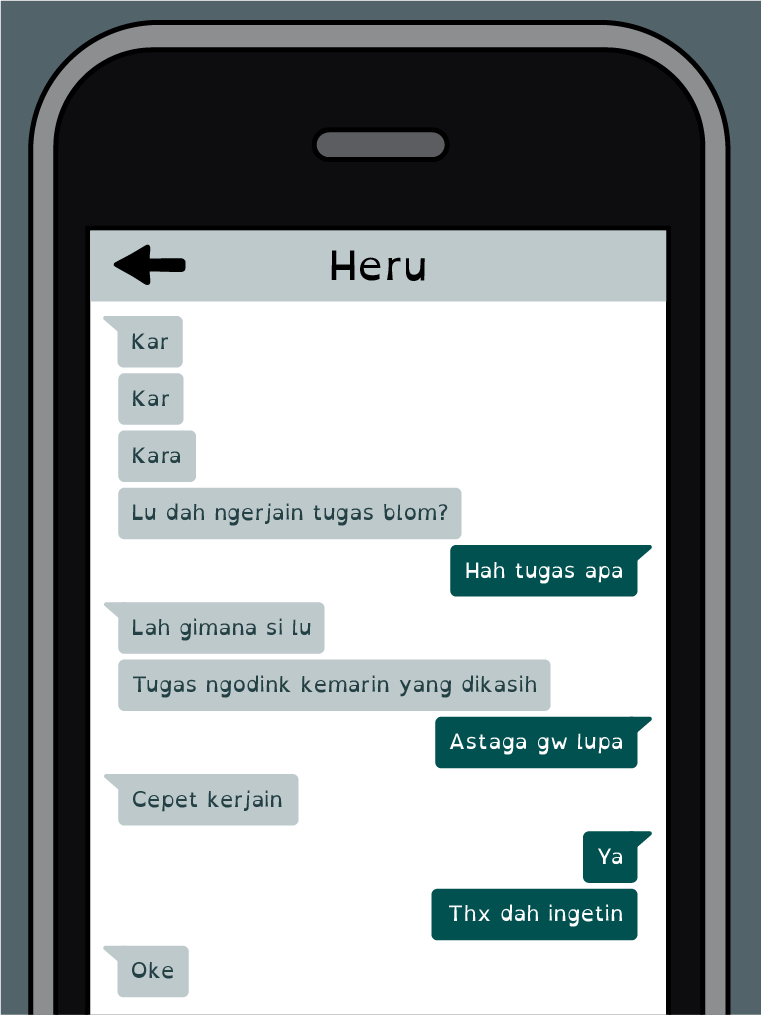 Heru
Kar
Kar
Kara
Lu dah ngerjain tugas blom?
Hah tugas apa
Lah gimana si lu
Tugas ngodink kemarin yang dikasih
Astaga gw lupa
Cepet kerjain
Ya
Thx dah ingetin
Oke